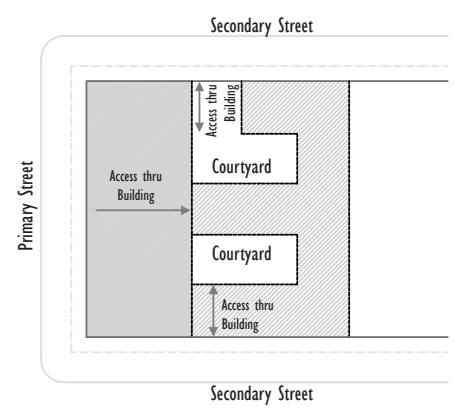 Secondary Street
Access thru
Building
Courtyard
Access thru
Building
Primary Street
Courtyard
Access thru
Building
Secondary Street